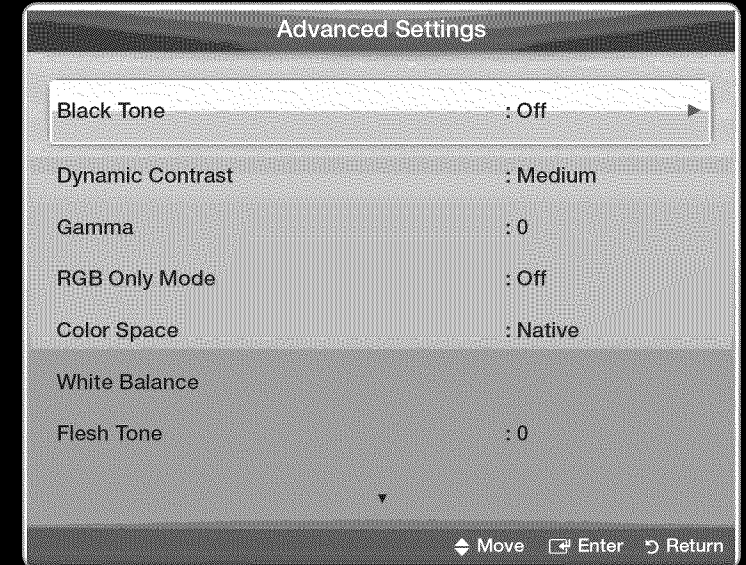 Advanced Settings
Black Tone : Off ►
Dynamic Contrast : Medium
Gamma : 0
RGB Only Mode : Off
Color Space : Native
White Balance
Flesh Tone : 0
▼
Move Enter Return